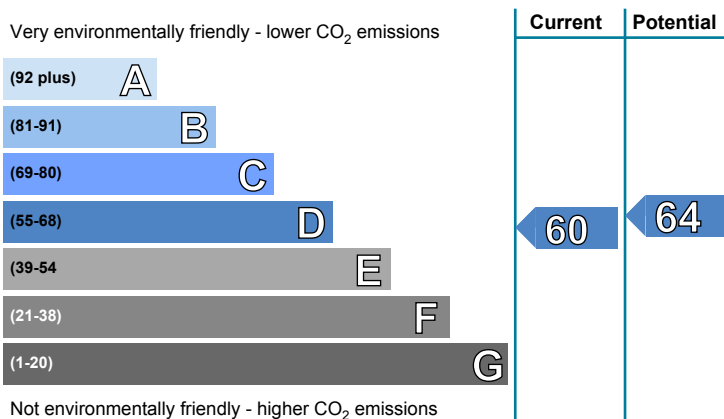 Very environmentally friendly - lower CO2 emissions
Current Potential
(92 plus) A
(81-91) B
(69-80) C
(55-68) D
60 64
(39-54 E
(21-38) F
(1-20) G
Not environmentally friendly - higher CO2 emissions